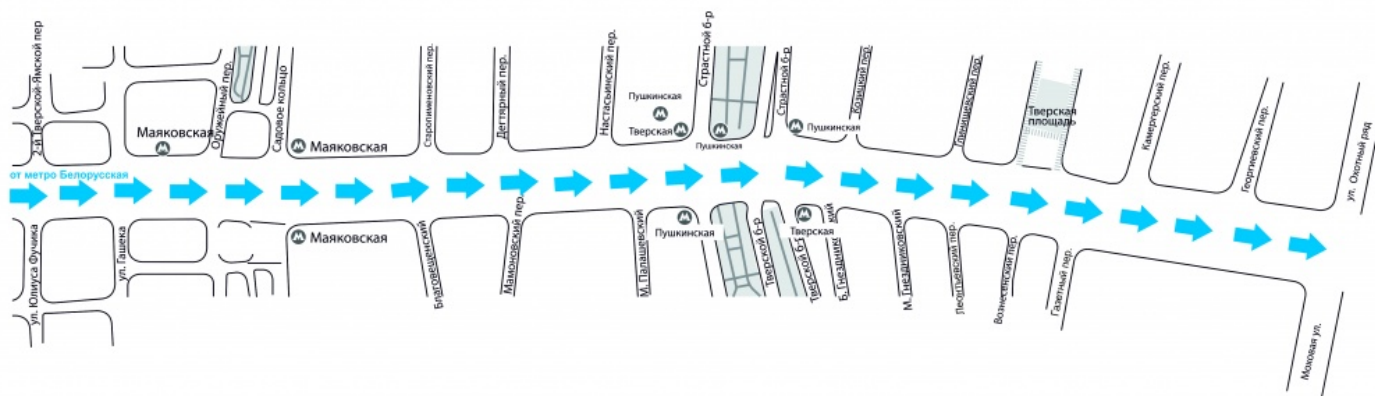 2-й Тверской-Ямской пер
Маяковская
Оружейный пер.
Садовое кольцо
Маяковская
Старопименовский пер.
Дегтярный пер.
Настасьинский пер.
Пушкинская
Тверская
Страстной б-р
Пушкинская
Страстной б-р
Пушкинская
Козицкий пер.
Глинищевский пер.
Тверская
площадь
Камергерский пер.
Георгиевский пер.
ул. Охотный ряд
от метро Белорусская
ул. Юлиуса Фучика
ул. Гашека
Маяковская
Благовещенский
Мамоновский пер.
М. Палашевский
Пушкинская
Тверской б-р
Тверской б-р
Тверская
Б. Гнездниковский
М. Гнездниковский
Леонтьевский пер.
Вознесенский пер.
Газетный пер.
Моховая ул.